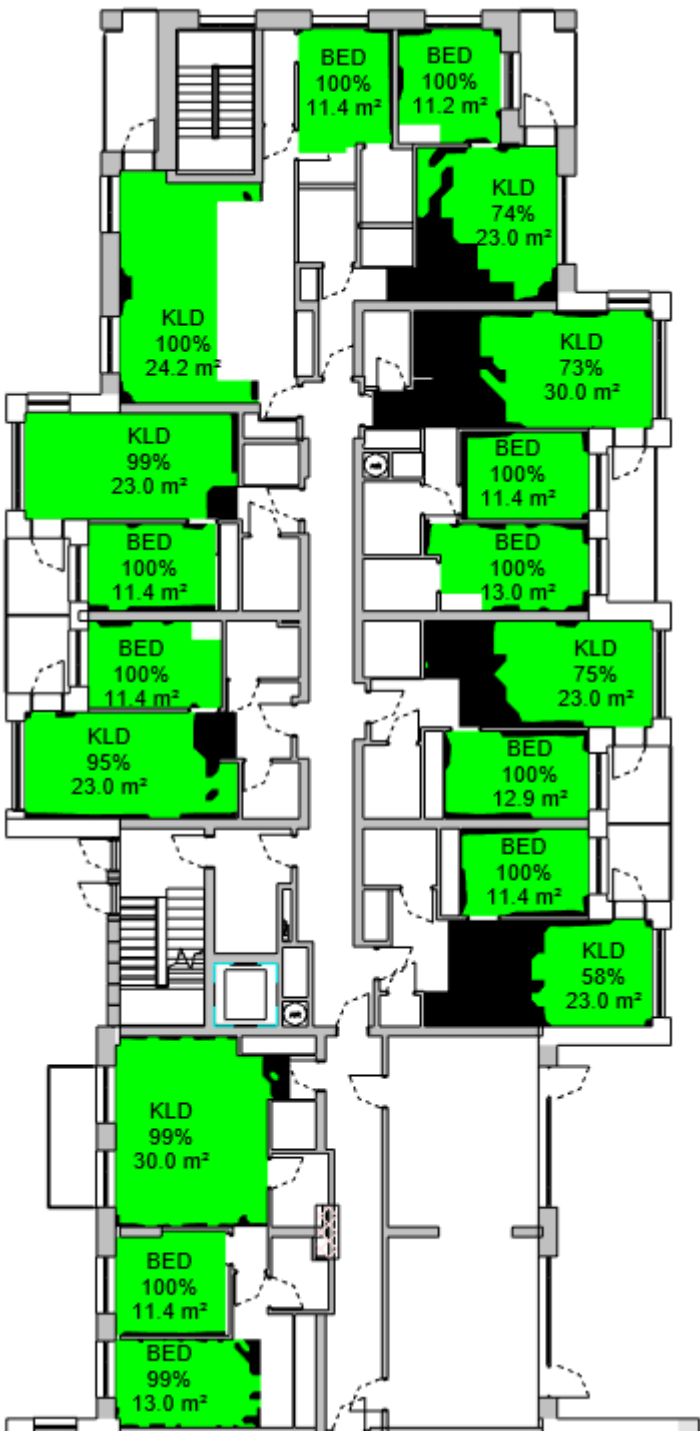 BED
100%
11.4 m²
BED
100%
11.2 m²
KLD
74%
23.0 m²
KLD
100%
24.2 m²
KLD
73%
30.0 m²
KLD
99%
23.0 m²
BED
100%
11.4 m²
BED
100%
11.4 m²
BED
100%
13.0 m²
BED
100%
11.4 m²
KLD
75%
23.0 m²
KLD
95%
23.0 m²
BED
100%
12.9 m²
BED
100%
11.4 m²
KLD
58%
23.0 m²
KLD
99%
30.0 m²
BED
100%
11.4 m²
BED
99%
13.0 m²